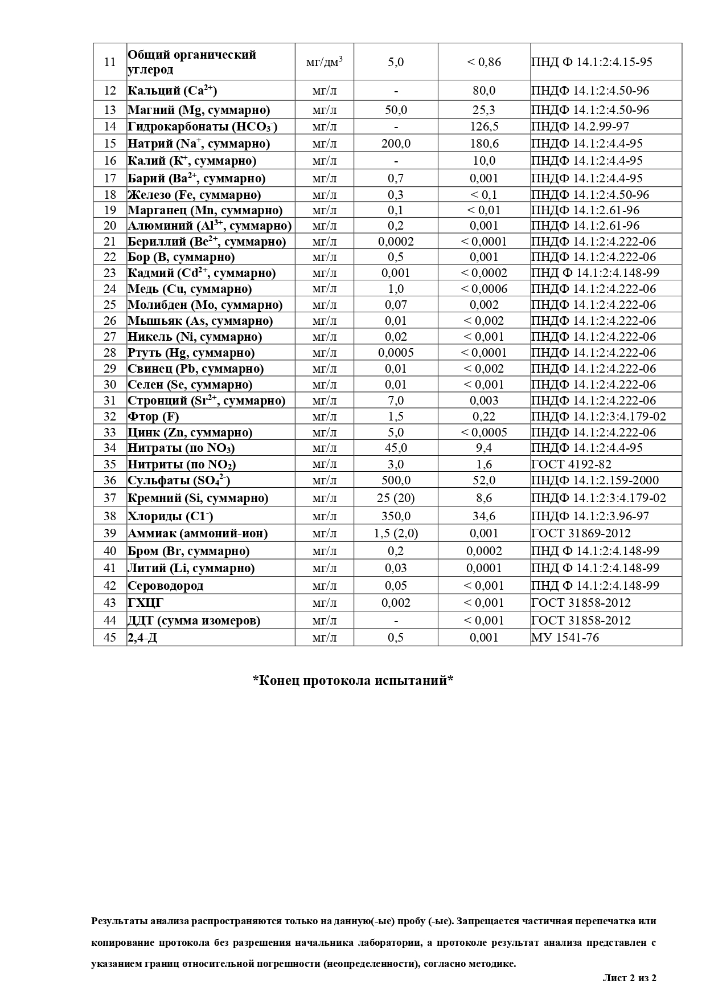 11 Общий органический углерод мг/дм³ 5,0 < 0,86 ПНД Ф 14.1:2:4.15-95
12 Кальций (Ca²⁺) мг/л - 80,0 ПНДФ 14.1:2:4.50-96
13 Магний (Mg, суммарно) мг/л 50,0 25,3 ПНДФ 14.1:2:4.50-96
14 Гидрокарбонаты (HCO₃⁻) мг/л - 126,5 ПНДФ 14.2.99-97
15 Натрий (Na⁺, суммарно) мг/л 200,0 180,6 ПНДФ 14.1:2:4.4-95
16 Калий (К⁺, суммарно) мг/л - 10,0 ПНДФ 14.1:2:4.4-95
17 Барий (Ba²⁺, суммарно) мг/л 0,7 0,001 ПНДФ 14.1:2:4.4-95
18 Железо (Fe, суммарно) мг/л 0,3 < 0,1 ПНДФ 14.1:2:4.50-96
19 Марганец (Mn, суммарно) мг/л 0,1 < 0,01 ПНДФ 14.1:2.61-96
20 Алюминий (Al³⁺, суммарно) мг/л 0,2 0,001 ПНДФ 14.1:2.61-96
21 Бериллий (Be²⁺, суммарно) мг/л 0,0002 < 0,0001 ПНДФ 14.1:2:4.222-06
22 Бор (B, суммарно) мг/л 0,5 0,001 ПНДФ 14.1:2:4.222-06
23 Кадмий (Cd²⁺, суммарно) мг/л 0,001 < 0,0002 ПНД Ф 14.1:2:4.148-99
24 Медь (Cu, суммарно) мг/л 1,0 < 0,0006 ПНДФ 14.1:2:4.222-06
25 Молибден (Mo, суммарно) мг/л 0,07 0,002 ПНДФ 14.1:2:4.222-06
26 Мышьяк (As, суммарно) мг/л 0,01 < 0,002 ПНДФ 14.1:2:4.222-06
27 Никель (Ni, суммарно) мг/л 0,02 < 0,001 ПНДФ 14.1:2:4.222-06
28 Ртуть (Hg, суммарно) мг/л 0,0005 < 0,0001 ПНДФ 14.1:2:4.222-06
29 Свинец (Pb, суммарно) мг/л 0,01 < 0,002 ПНДФ 14.1:2:4.222-06
30 Селен (Se, суммарно) мг/л 0,01 < 0,001 ПНДФ 14.1:2:4.222-06
31 Стронций (Sr²⁺, суммарно) мг/л 7,0 0,003 ПНДФ 14.1:2:4.222-06
32 Фтор (F) мг/л 1,5 0,22 ПНДФ 14.1:2:3:4.179-02
33 Цинк (Zn, суммарно) мг/л 5,0 < 0,0005 ПНДФ 14.1:2:4.222-06
34 Нитраты (по NO₃) мг/л 45,0 9,4 ПНДФ 14.1:2:4.4-95
35 Нитриты (по NO₂) мг/л 3,0 1,6 ГОСТ 4192-82
36 Сульфаты (SO₄²⁻) мг/л 500,0 52,0 ПНДФ 14.1:2.159-2000
37 Кремний (Si, суммарно) мг/л 25 (20) 8,6 ПНДФ 14.1:2:3:4.179-02
38 Хлориды (С1⁻) мг/л 350,0 34,6 ПНДФ 14.1:2:3.96-97
39 Аммиак (аммоний-ион) мг/л 1,5 (2,0) 0,001 ГОСТ 31869-2012
40 Бром (Br, суммарно) мг/л 0,2 0,0002 ПНД Ф 14.1:2:4.148-99
41 Литий (Li, суммарно) мг/л 0,03 0,0001 ПНД Ф 14.1:2:4.148-99
42 Сероводород мг/л 0,05 < 0,001 ПНД Ф 14.1:2:4.148-99
43 ГХЦГ мг/л 0,002 < 0,001 ГОСТ 31858-2012
44 ДДТ (сумма изомеров) мг/л - < 0,001 ГОСТ 31858-2012
45 2,4-Д мг/л 0,5 0,001 МУ 1541-76
*Конец протокола испытаний*
Результаты анализа распространяются только на данную(-ые) пробу (-ые). Запрещается частичная перепечатка или
копирование протокола без разрешения начальника лаборатории, а протоколе результат анализа представлен с
указанием границ относительной погрешности (неопределенности), согласно методике.
Лист 2 из 2